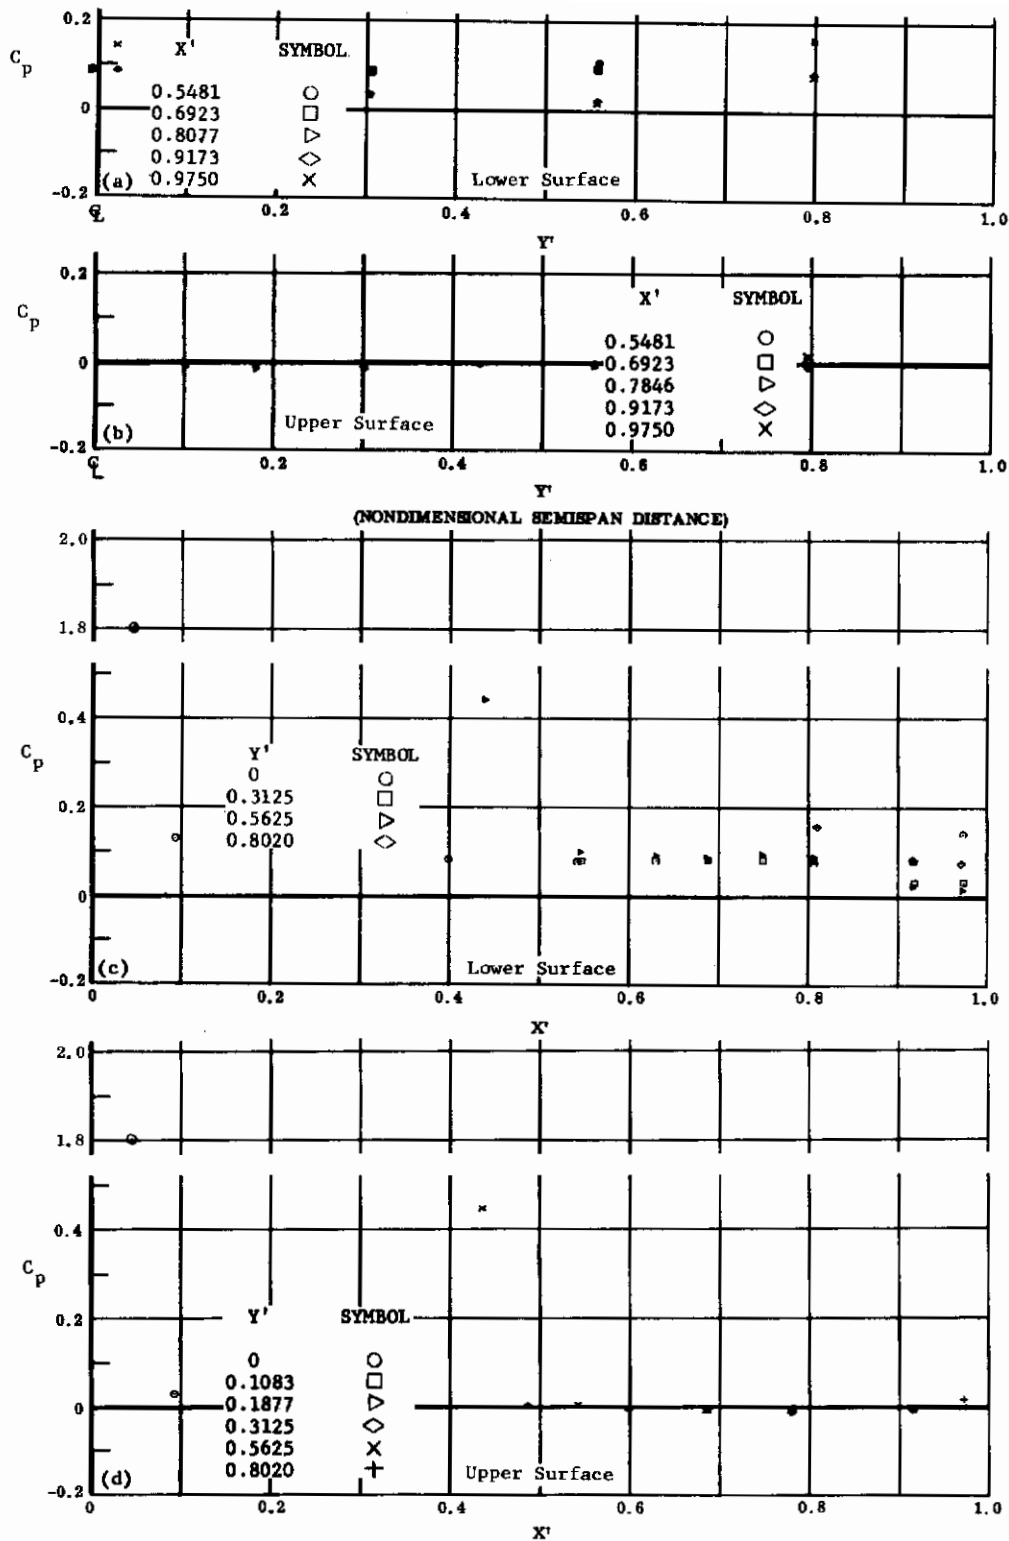 0.2
C_p
X' SYMBOL
0.5481 ○
0
0.6923 □
0.8077 ▷
0.9173 ◇
(a) 0.9750 ×
Lower Surface
-0.2
℄ 0.2 0.4 0.6 0.8 1.0
Y'
0.2
X' SYMBOL
C_p
0.5481 ○
0
0.6923 □
0.7846 ▷
0.9173 ◇
0.9750 ×
Upper Surface
(b)
-0.2
℄ 0.2 0.4 0.6 0.8 1.0
Y'
(NONDIMENSIONAL SEMISPAN DISTANCE)
2.0
1.8
0.4
C_p
Y' SYMBOL
0 ○
0.3125 □
0.2
0.5625 ▷
0.8020 ◇
0
(c)
Lower Surface
-0.2
0 0.2 0.4 0.6 0.8 1.0
X'
2.0
1.8
0.4
C_p
0.2
Y' SYMBOL
0 ○
0.1083 □
0
0.1877 ▷
0.3125 ◇
0.5625 ×
0.8020 +
(d)
Upper Surface
-0.2
0 0.2 0.4 0.6 0.8 1.0
X'